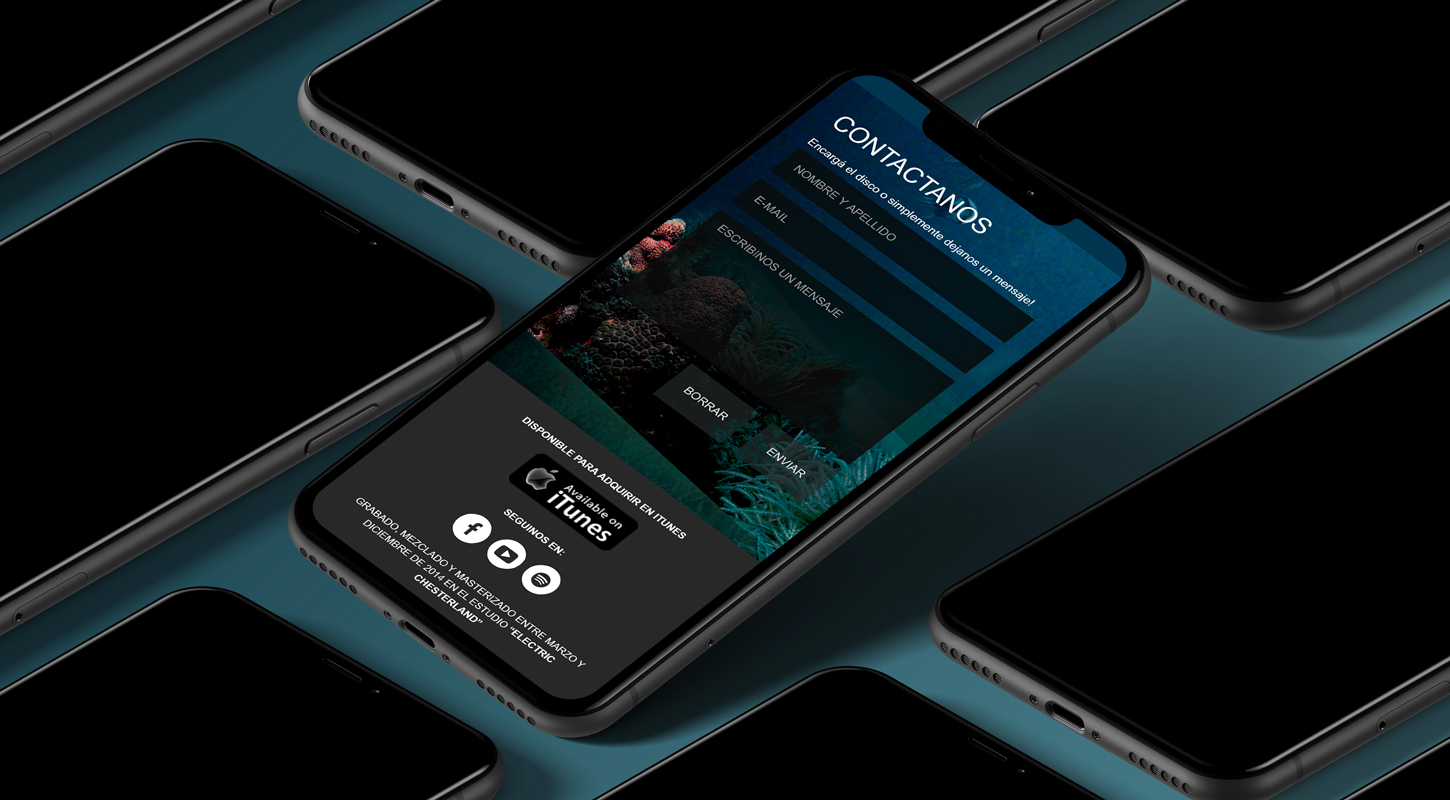 CONTACTANOS
Encargá el disco o simplemente dejanos un mensaje!
NOMBRE Y APELLIDO
E-MAIL
ESCRIBINOS UN MENSAJE
BORRAR
ENVIAR
DISPONIBLE PARA ADQUIRIR EN ITUNES
Available on
iTunes
SEGUINOS EN:
GRABADO, MEZCLADO Y MASTERIZADO ENTRE MARZO Y
DICIEMBRE DE 2014 EN EL ESTUDIO "ELECTRIC
CHESTERLAND"